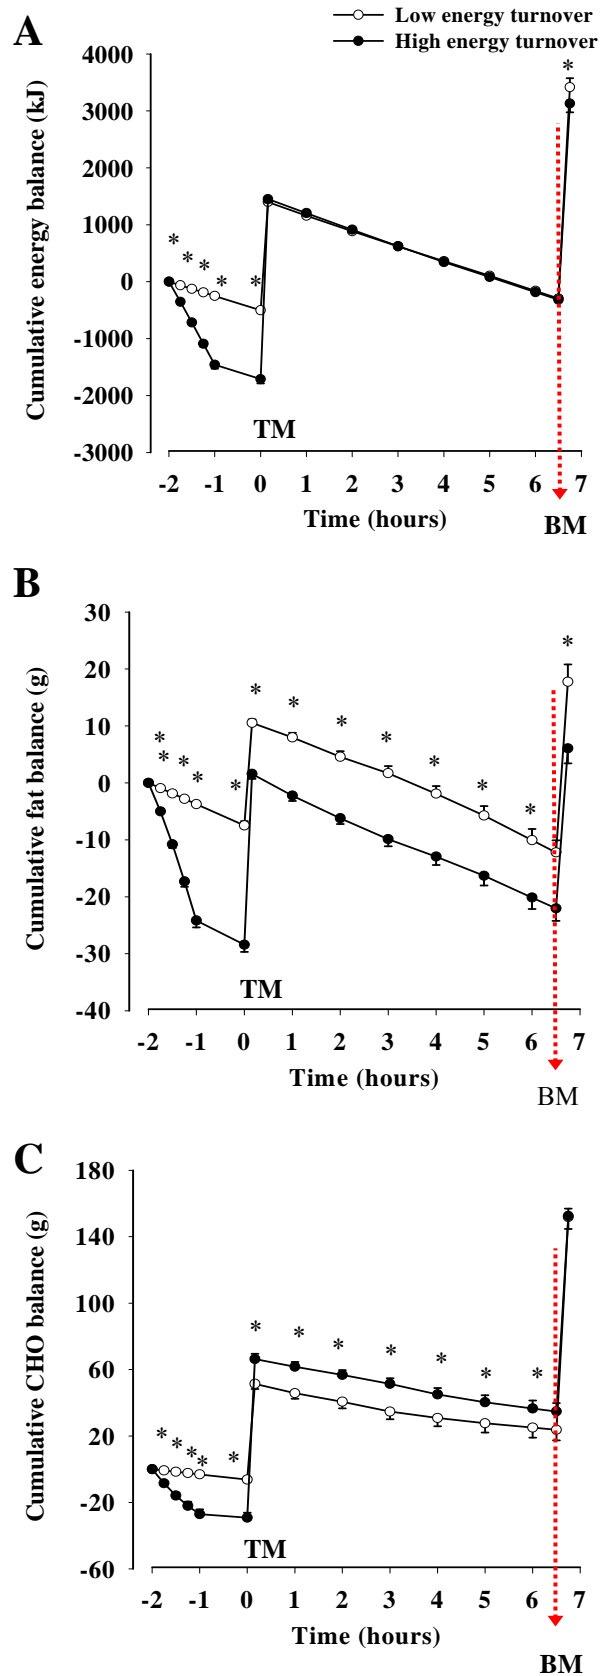 A
Low energy turnover
High energy turnover
Cumulative energy balance (kJ)
4000
3000
2000
1000
0
-1000
-2000
-3000
* * * * * *
TM
-2 -1 0 1 2 3 4 5 6 7
Time (hours)
BM
B
Cumulative fat balance (g)
30
20
10
0
-10
-20
-30
-40
* * * * * * * * * * * * *
TM
-2 -1 0 1 2 3 4 5 6 7
Time (hours)
BM
C
Cumulative CHO balance (g)
180
140
100
60
20
-20
-60
* * * * * * * * * * * *
TM
-2 -1 0 1 2 3 4 5 6 7
Time (hours)
BM